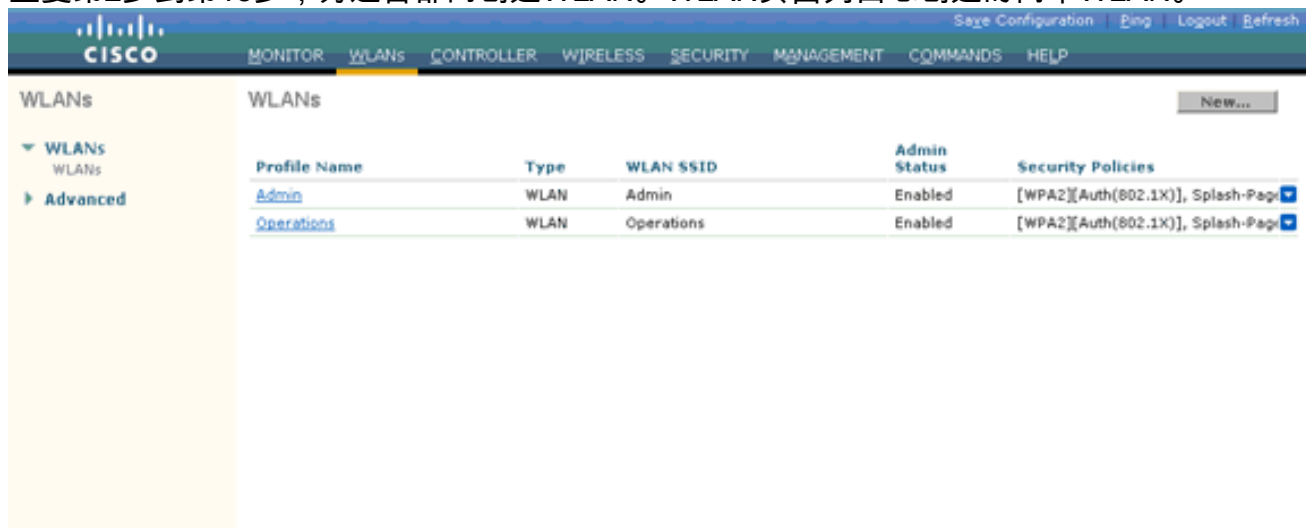 Save Configuration Ping Logout Refresh
CISCO
MONITOR WLANs CONTROLLER WIRELESS SECURITY MANAGEMENT COMMANDS HELP
WLANs
WLANs
WLANs
Advanced
WLANs
New...
Profile Name Type WLAN SSID Admin Status Security Policies
Admin WLAN Admin Enabled [WPA2][Auth(802.1X)], Splash-Pag
Operations WLAN Operations Enabled [WPA2][Auth(802.1X)], Splash-Pag